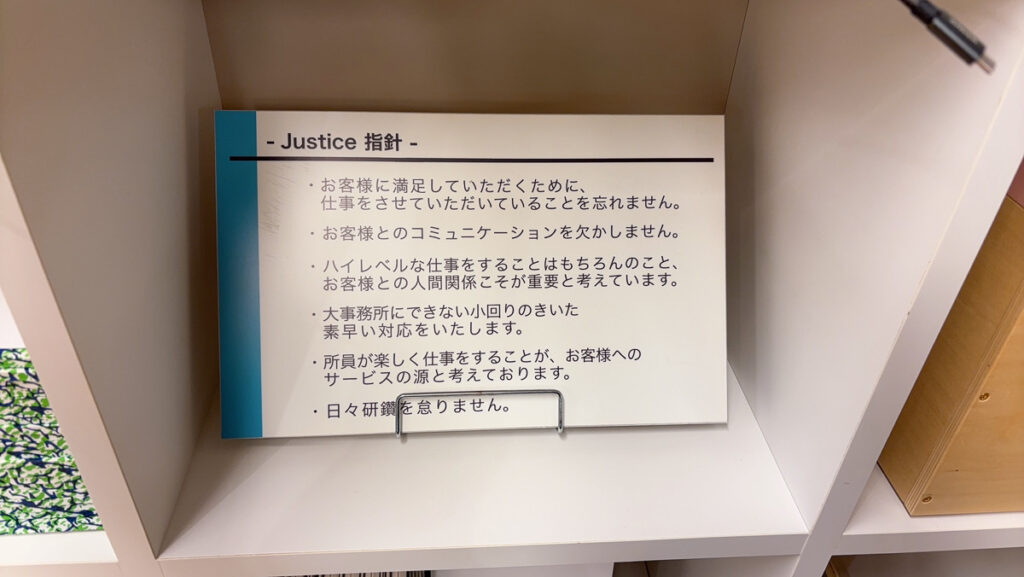 - Justice 指針 -
・お客様に満足していただくために、
仕事をさせていただいていることを忘れません。
・お客様とのコミュニケーションを欠かしません。
・ハイレベルな仕事をすることはもちろんのこと、
お客様との人間関係こそが重要と考えています。
・大事務所にできない小回りのきいた
素早い対応をいたします。
・所員が楽しく仕事をすることが、お客様への
サービスの源と考えております。
・日々研鑽を怠りません。